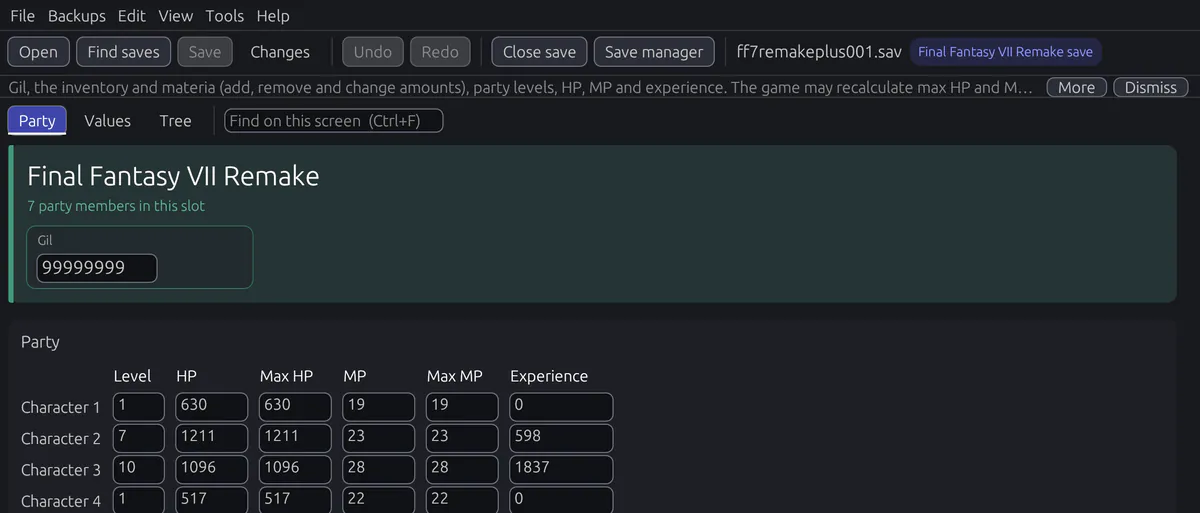 File Backups Edit View Tools Help
Open Find saves Save Changes Undo Redo Close save Save manager ff7remakeplus001.sav Final Fantasy VII Remake save
Gil, the inventory and materia (add, remove and change amounts), party levels, HP, MP and experience. The game may recalculate max HP and M... More Dismiss
Party Values Tree Find on this screen (Ctrl+F)
Final Fantasy VII Remake
7 party members in this slot
Gil
99999999
Party
Level HP Max HP MP Max MP Experience
Character 1 1 630 630 19 19 0
Character 2 7 1211 1211 23 23 598
Character 3 10 1096 1096 28 28 1837
Character 4 1 517 517 22 22 0